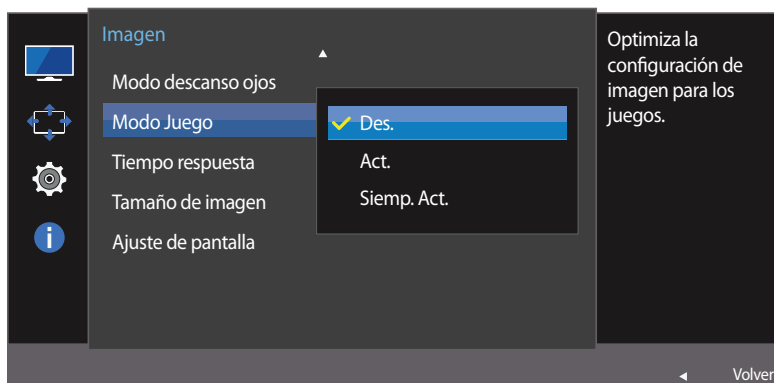 Imagen
Modo descanso ojos
Modo Juego
Tiempo respuesta
Tamaño de imagen
Ajuste de pantalla
Des.
Act.
Siemp. Act.
Optimiza la
configuración de
imagen para los
juegos.
Volver